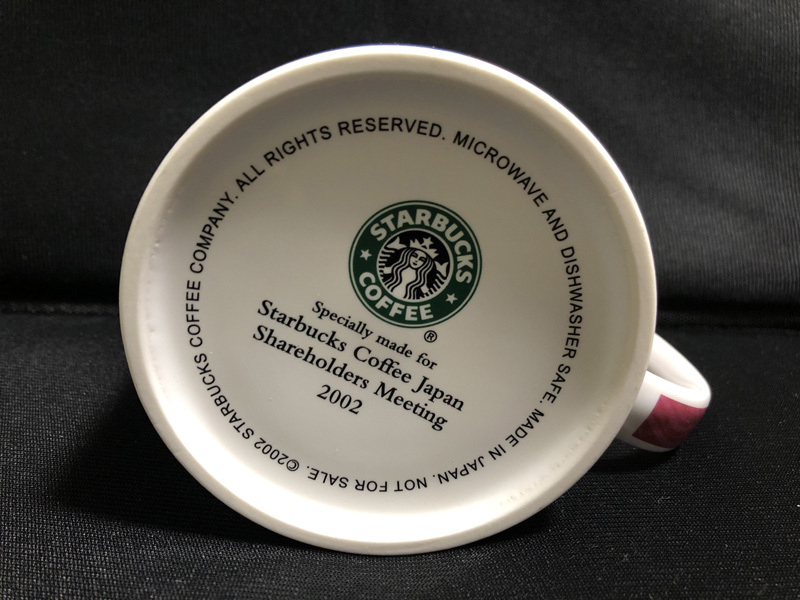 STARBUCKS
COFFEE
®
Specially made for
Starbucks Coffee Japan
Shareholders Meeting
2002
©2002 STARBUCKS COFFEE COMPANY. ALL RIGHTS RESERVED. MICROWAVE AND DISHWASHER SAFE. MADE IN JAPAN. NOT FOR SALE.